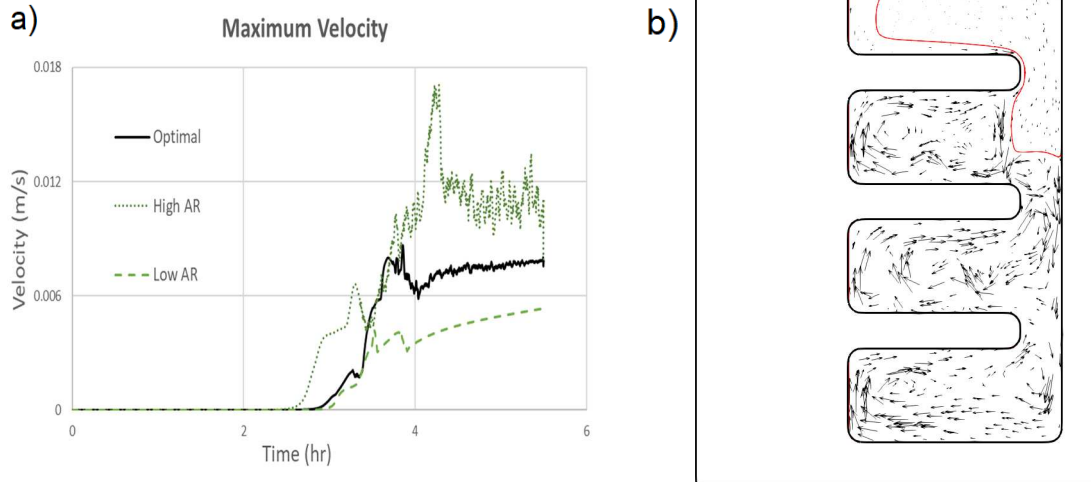 a)
Maximum Velocity
Velocity (m/s)
0.018
0.012
0.006
0
0
2
4
6
Time (hr)
Optimal
High AR
Low AR
b)